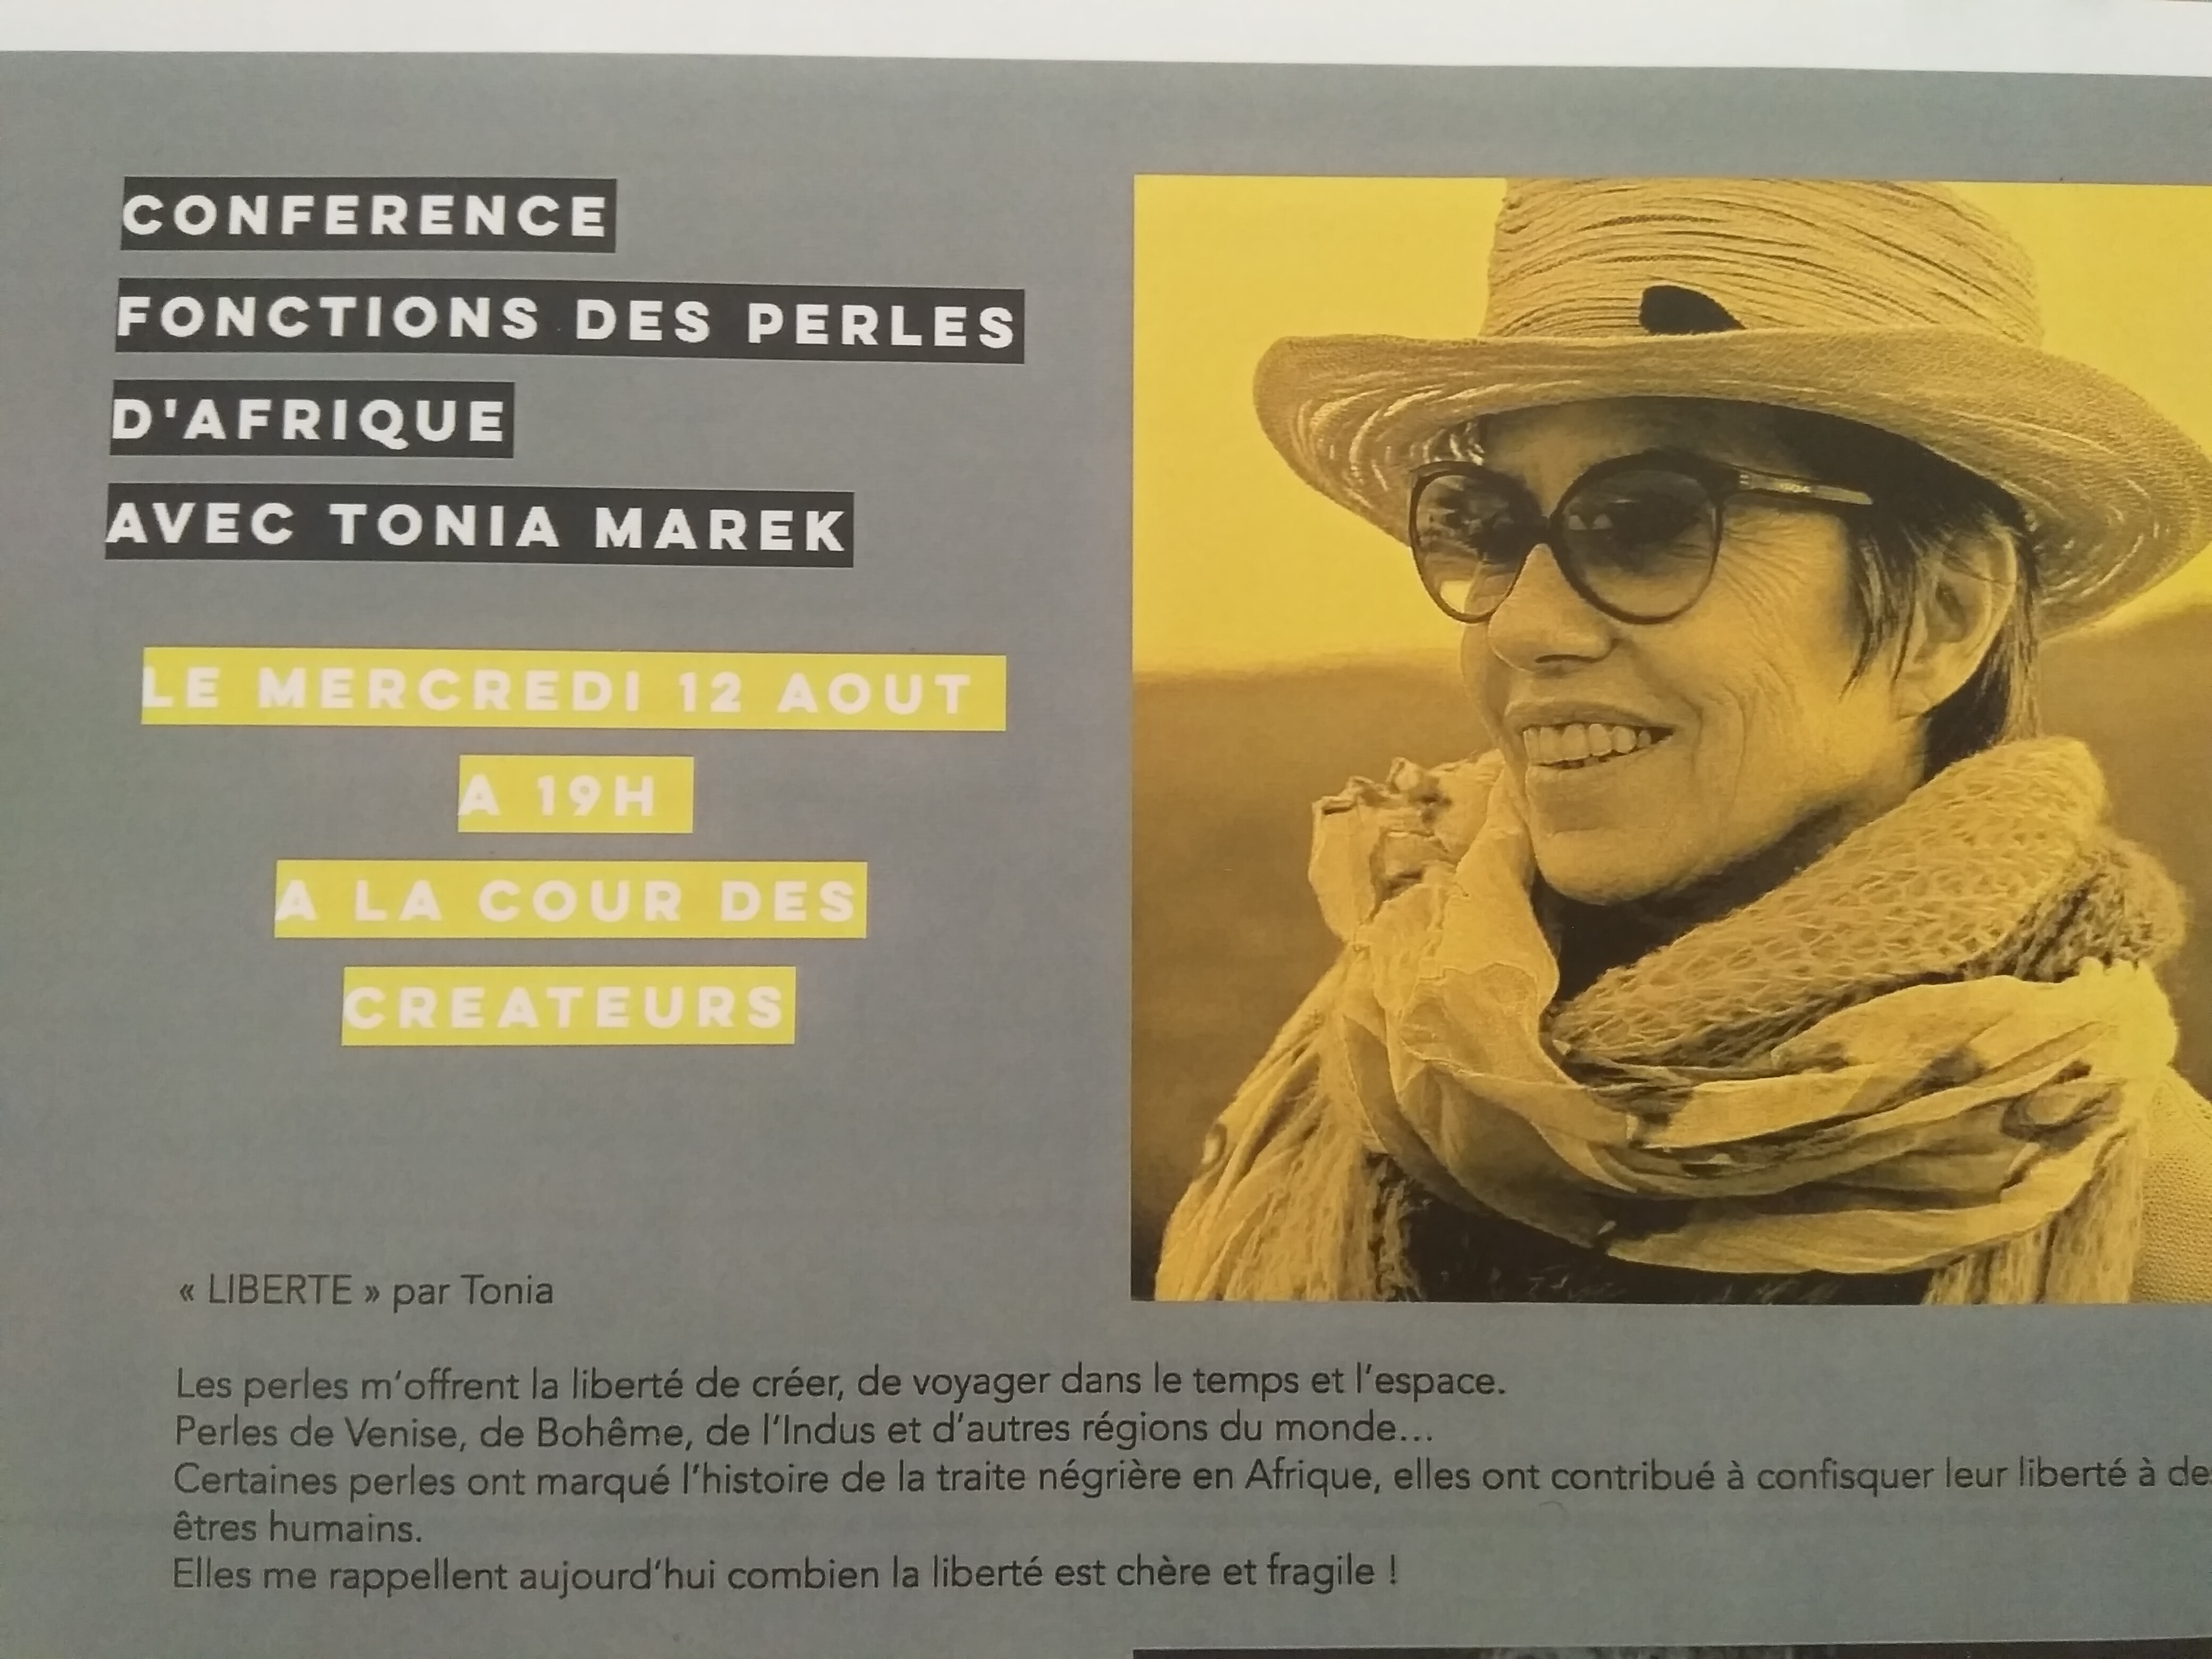 CONFERENCE
FONCTIONS DES PERLES
D'AFRIQUE
AVEC TONIA MAREK
LE MERCREDI 12 AOUT
A 19H
A LA COUR DES
CREATEURS
« LIBERTE » par Tonia
Les perles m'offrent la liberté de créer, de voyager dans le temps et l'espace.
Perles de Venise, de Bohême, de l'Indus et d'autres régions du monde...
Certaines perles ont marqué l'histoire de la traite négrière en Afrique, elles ont contribué à confisquer leur liberté à de
êtres humains.
Elles me rappellent aujourd'hui combien la liberté est chère et fragile !